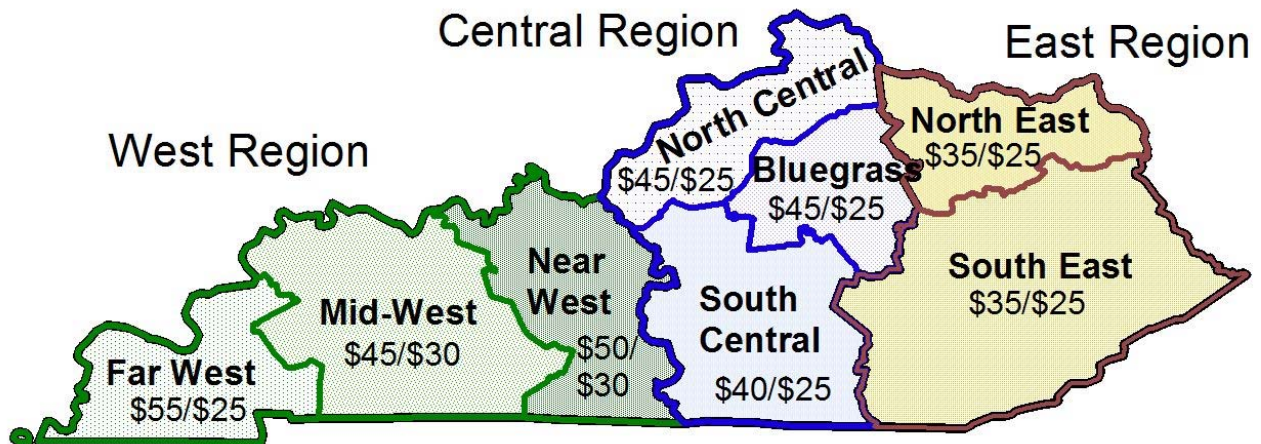 Central Region
East Region
West Region
North Central
$45/$25
Bluegrass
$45/$25
North East
$35/$25
South East
$35/$25
Near
West
$50/
$30
South
Central
$40/$25
Mid-West
$45/$30
Far West
$55/$25